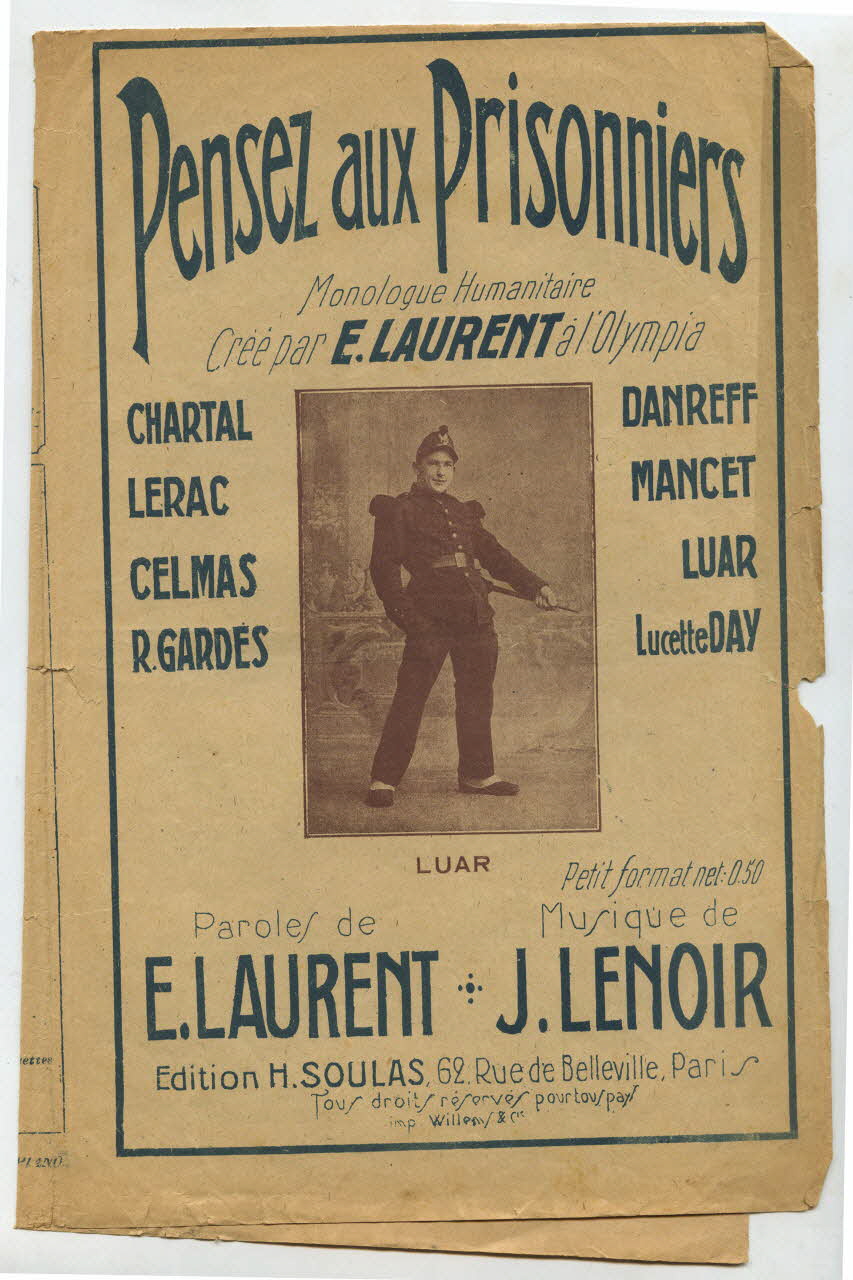 Pensez aux Prisonniers
Monologue Humanitaire
Créé par E. LAURENT à l'Olympia
CHARTAL
LERAC
CELMAS
R. GARDÈS
DANREFF
MANCET
LUAR
Lucette DAY
LUAR
Petit format net: 0.50
Paroles de
E. LAURENT
Musique de
J. LENOIR
Edition H. SOULAS, 62. Rue de Belleville, Paris
Tous droits réservés pour tous pays
imp Willems & Cie